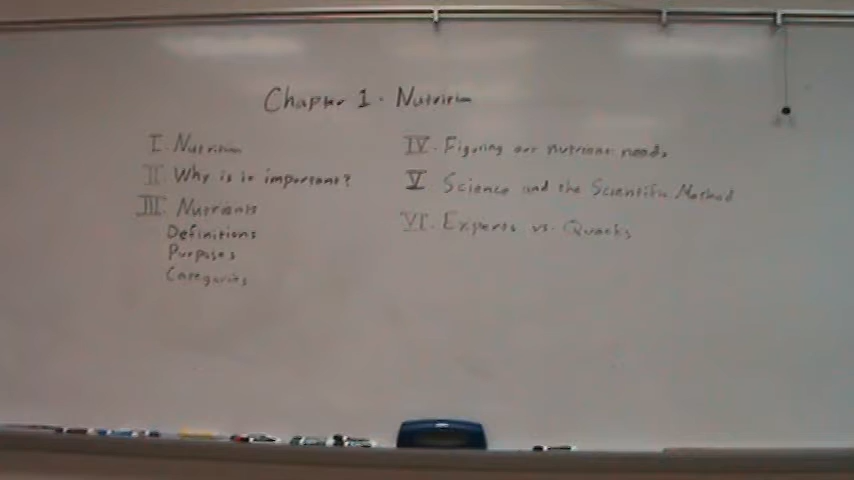 Chapter 1 - Nutrition
I. Nutrition
II. Why is it important?
III. Nutrients
Definitions
Purposes
Categories
IV. Figuring our nutrient needs
V Science and the Scientific Method
VI. Experts vs. Quacks